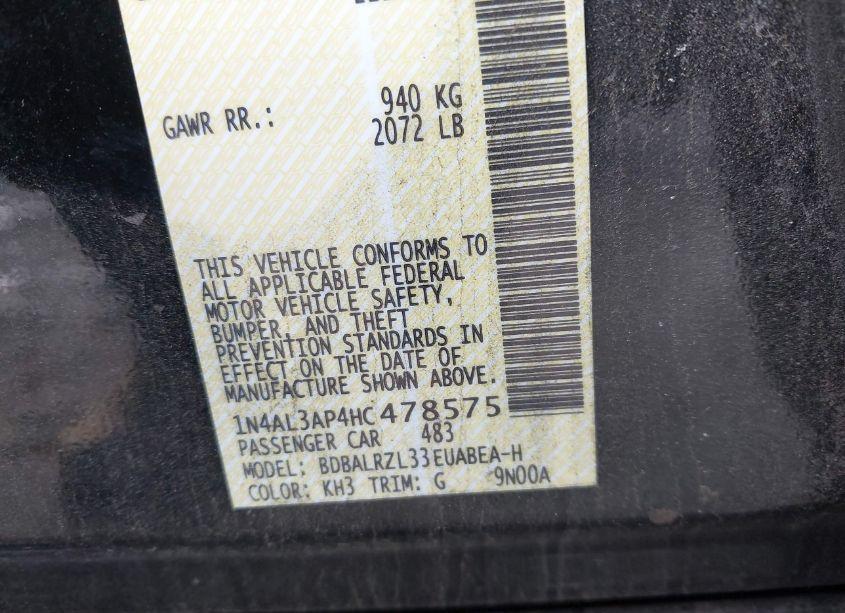 940 KG
GAWR RR.: 2072 LB
THIS VEHICLE CONFORMS TO
ALL APPLICABLE FEDERAL
MOTOR VEHICLE SAFETY,
BUMPER, AND THEFT
PREVENTION STANDARDS IN
EFFECT ON THE DATE OF
MANUFACTURE SHOWN ABOVE.
1N4AL3AP4HC478575
PASSENGER CAR 483
MODEL: BDBALRZL33EUABEA-H
COLOR: KH3 TRIM: G 9N00A